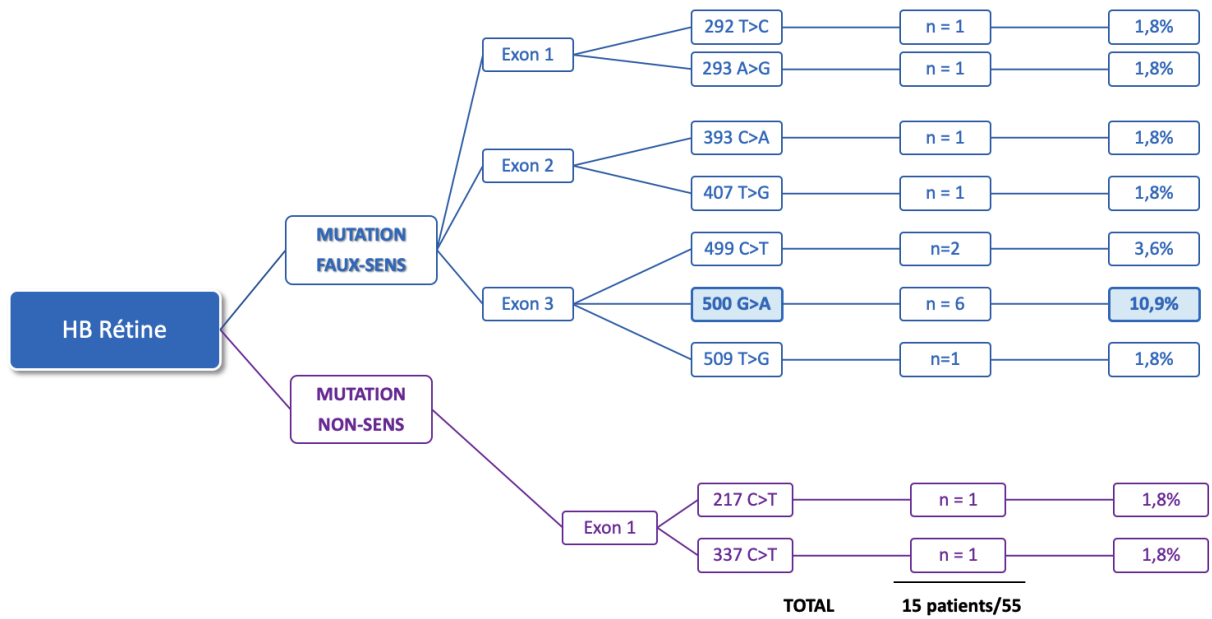 HB Rétine
MUTATION
FAUX-SENS
Exon 1
292 T>C
n = 1
1,8%
293 A>G
n = 1
1,8%
Exon 2
393 C>A
n = 1
1,8%
407 T>G
n = 1
1,8%
Exon 3
499 C>T
n=2
3,6%
500 G>A
n = 6
10,9%
509 T>G
n=1
1,8%
MUTATION
NON-SENS
Exon 1
217 C>T
n = 1
1,8%
337 C>T
n = 1
1,8%
TOTAL
15 patients/55